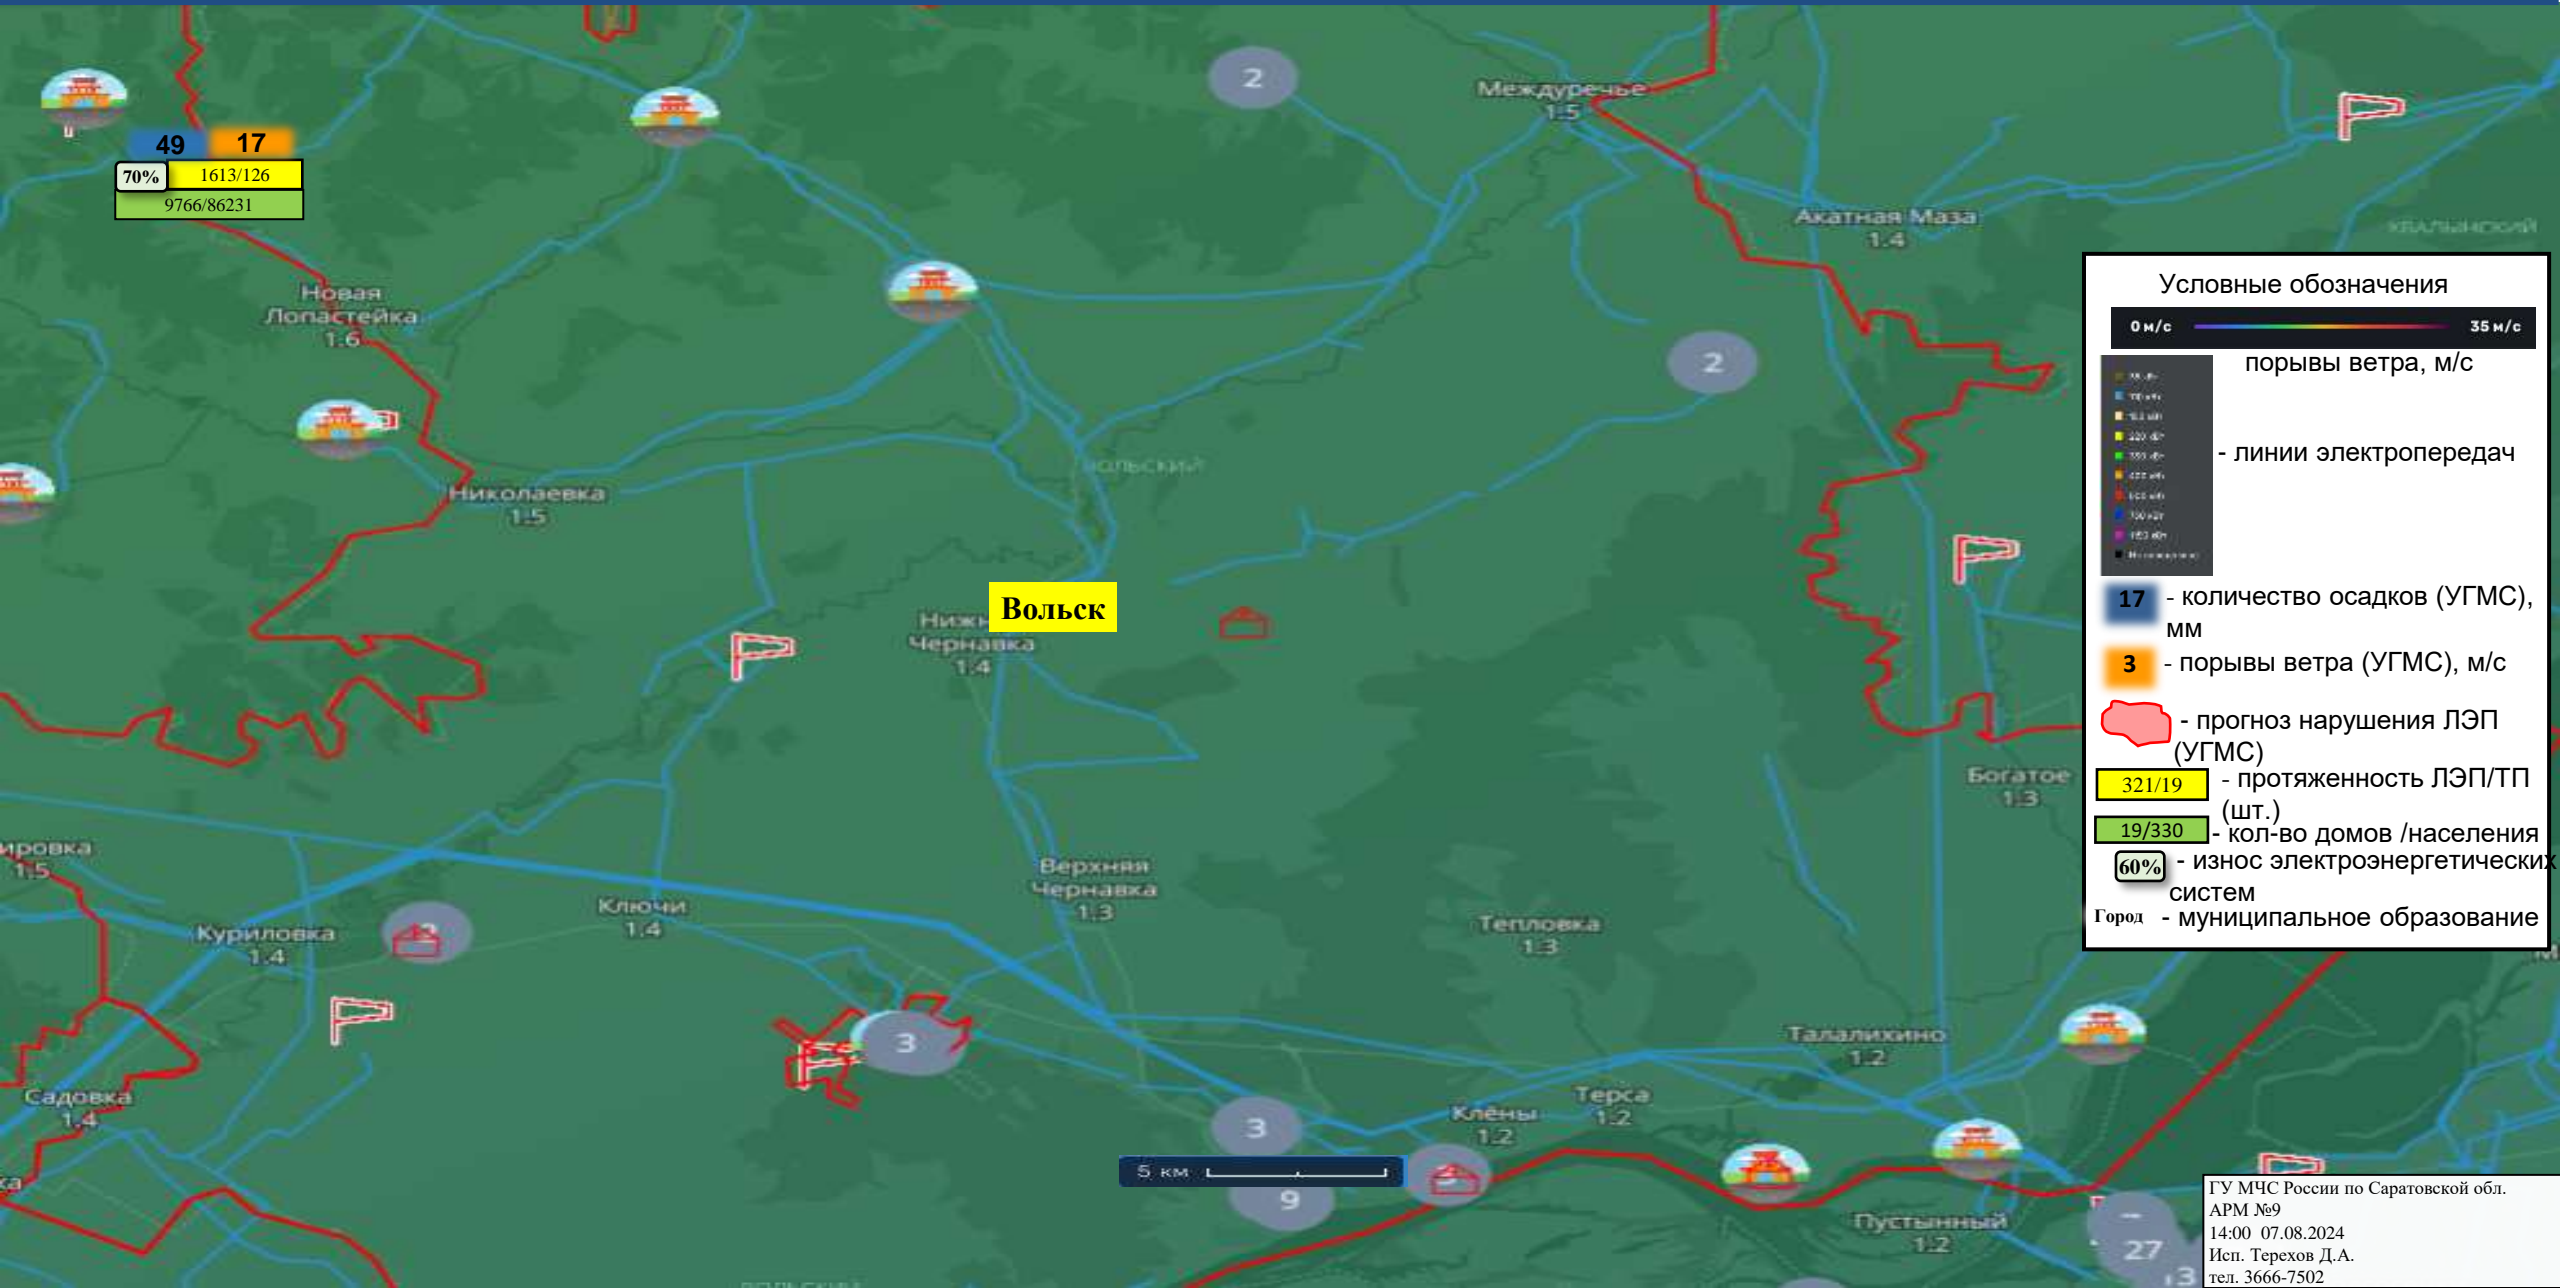 2
Междуречье
1.5
49 17
70% 1613/126
9766/86231
Акатная Маза
1.4
ХВАЛЫНСКИЙ
Новая
Лопастейка
1.6
2
Николаевка
1.5
ВОЛЬСКИЙ
Вольск
Чернавка
1.4
Богатое
1.3
1.5
Верхняя
Чернавка
1.3
Ключи
1.4
Куриловка
1.4
Тепловка
1.3
3
Талалихино
1.2
Садовка
1.4
Терса
1.2
Клёны
1.2
3
5 км
9
Пустынный
1.2
27
3
Условные обозначения
0 м/с 35 м/с
порывы ветра, м/с
- линии электропередач
17 - количество осадков (УГМС),
мм
3 - порывы ветра (УГМС), м/с
- прогноз нарушения ЛЭП
(УГМС)
321/19 - протяженность ЛЭП/ТП
(шт.)
19/330 - кол-во домов /населения
60% - износ электроэнергетических
систем
Город - муниципальное образование
ГУ МЧС России по Саратовской обл.
АРМ №9
14:00 07.08.2024
Исп. Терехов Д.А.
тел. 3666-7502